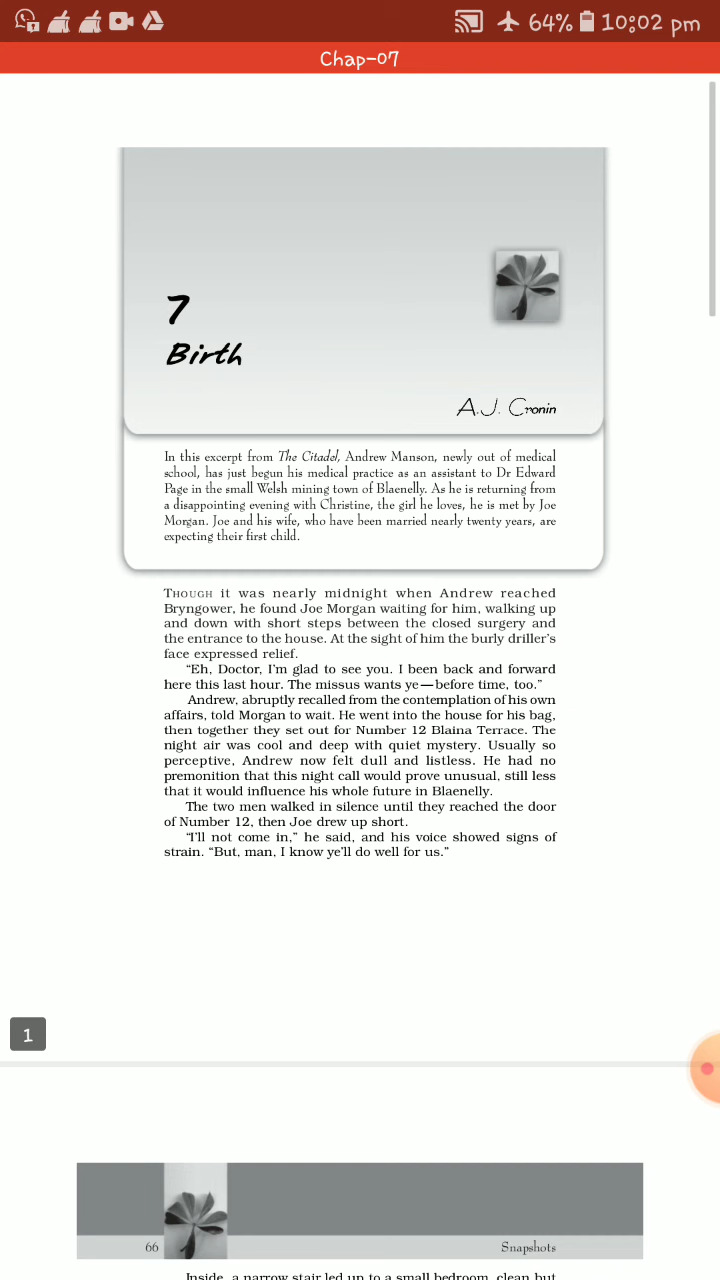 64% 10:02 pm
Chap-07
7
Birth
A.J. Cronin
In this excerpt from The Citadel, Andrew Manson, newly out of medical
school, has just begun his medical practice as an assistant to Dr Edward
Page in the small Welsh mining town of Blaenelly. As he is returning from
a disappointing evening with Christine, the girl he loves, he is met by Joe
Morgan. Joe and his wife, who have been married nearly twenty years, are
expecting their first child.
THOUGH it was nearly midnight when Andrew reached
Bryngower, he found Joe Morgan waiting for him, walking up
and down with short steps between the closed surgery and
the entrance to the house. At the sight of him the burly driller's
face expressed relief.
“Eh, Doctor, I'm glad to see you. I been back and forward
here this last hour. The missus wants ye—before time, too.”
Andrew, abruptly recalled from the contemplation of his own
affairs, told Morgan to wait. He went into the house for his bag,
then together they set out for Number 12 Blaina Terrace. The
night air was cool and deep with quiet mystery. Usually so
perceptive, Andrew now felt dull and listless. He had no
premonition that this night call would prove unusual, still less
that it would influence his whole future in Blaenelly.
The two men walked in silence until they reached the door
of Number 12, then Joe drew up short.
“I'll not come in,” he said, and his voice showed signs of
strain. “But, man, I know ye'll do well for us.”
1
66 Snapshots
Inside, a narrow stair led up to a small bedroom, clean but